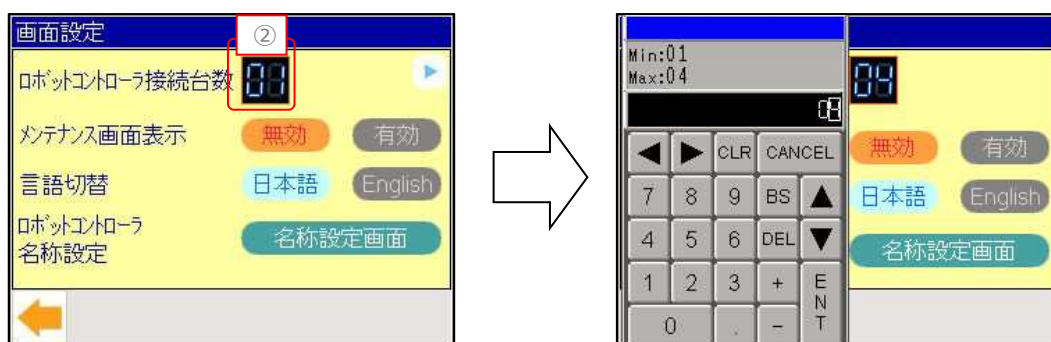 画面設定
②
ロボットコントローラ接続台数 01
メンテナンス画面表示 無効 有効
言語切替 日本語 English
ロボットコントローラ
名称設定 名称設定画面
Min:01
Max:04
04
CLR CANCEL
7 8 9 BS
4 5 6 DEL
1 2 3 + ENT
0 . -
04
無効 有効
日本語 English
名称設定画面